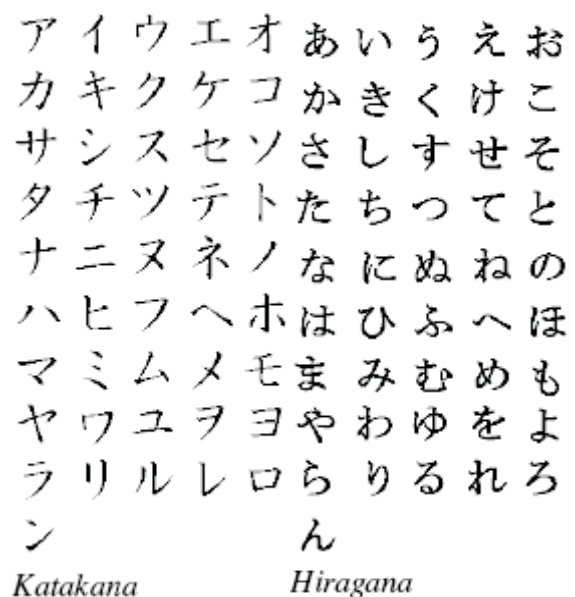 ア イ ウ エ オ あ い う え お
カ キ ク ケ コ か き く け こ
サ シ ス セ ソ さ し す せ そ
タ チ ツ テ ト た ち つ て と
ナ ニ ヌ ネ ノ な に ぬ ね の
ハ ヒ フ ヘ ホ は ひ ふ へ ほ
マ ミ ム メ モ ま み む め も
ヤ ワ ユ ヲ ヨ や わ ゆ を よ
ラ リ ル レ ロ ら り る れ ろ
ン ん
Katakana Hiragana